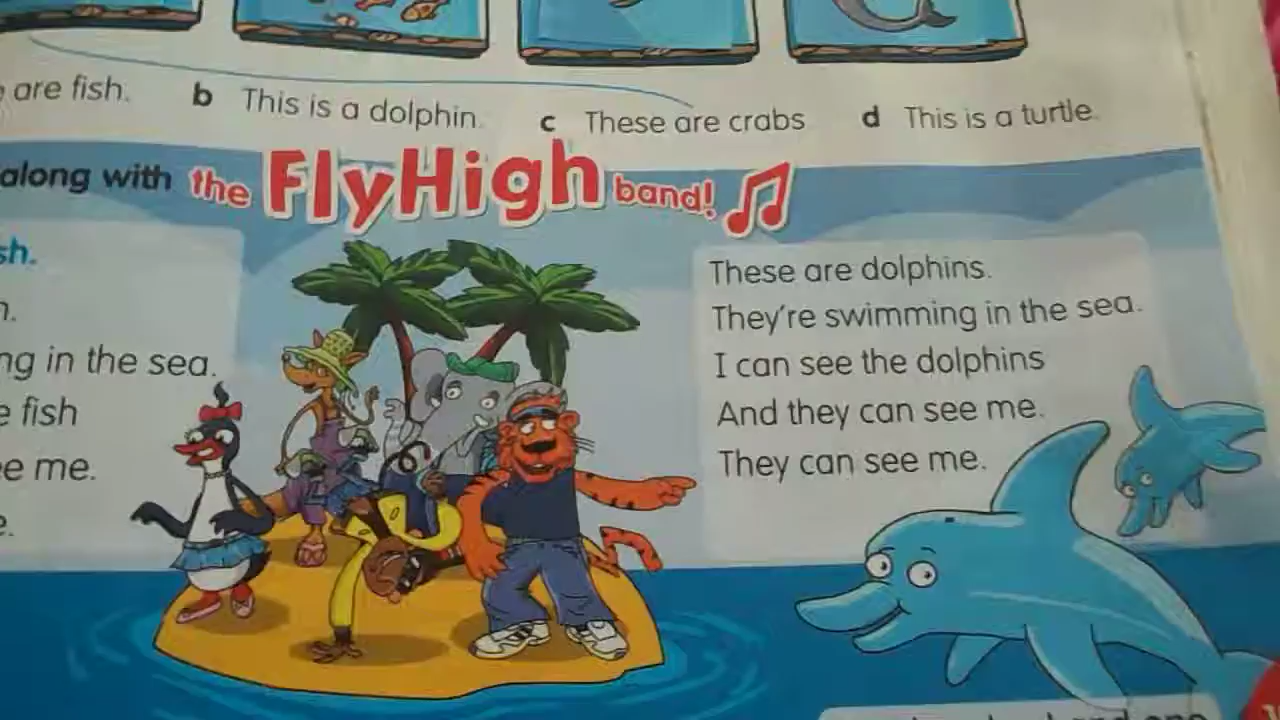 are fish.
b This is a dolphin.
c These are crabs
d This is a turtle.
along with the FlyHigh band!
sh.
ng in the sea.
fish
me.
These are dolphins.
They're swimming in the sea.
I can see the dolphins
And they can see me.
They can see me.